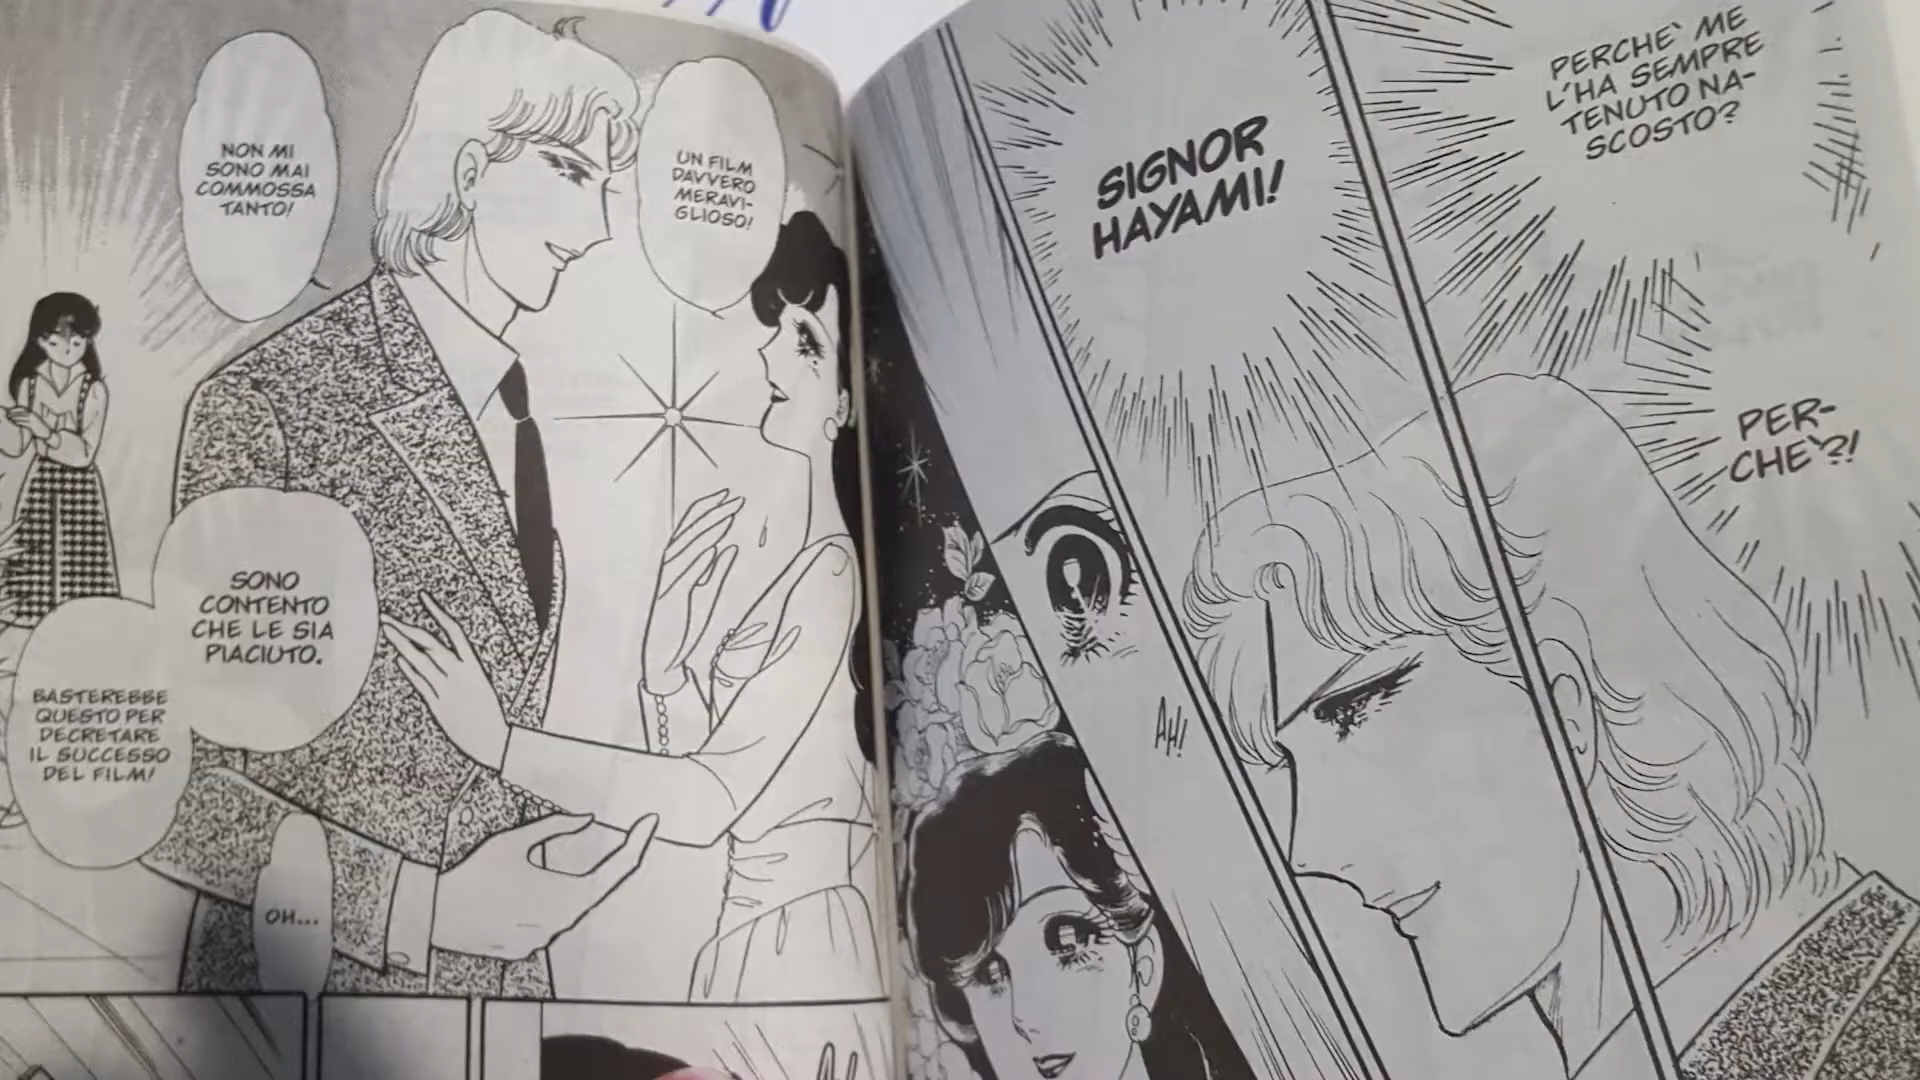 NON MI
SONO MAI
COMMOSSA
TANTO!
UN FILM
DAVVERO
MERAVI-
GLIOSO!
SONO
CONTENTO
CHE LE SIA
PIACIUTO.
BASTEREBBE
QUESTO PER
DECRETARE
IL SUCCESSO
DEL FILM!
OH...
SIGNOR
HAYAMI!
AH!
PERCHE` ME
L'HA SEMPRE
TENUTO NA-
SCOSTO?
PER-
CHE`?!